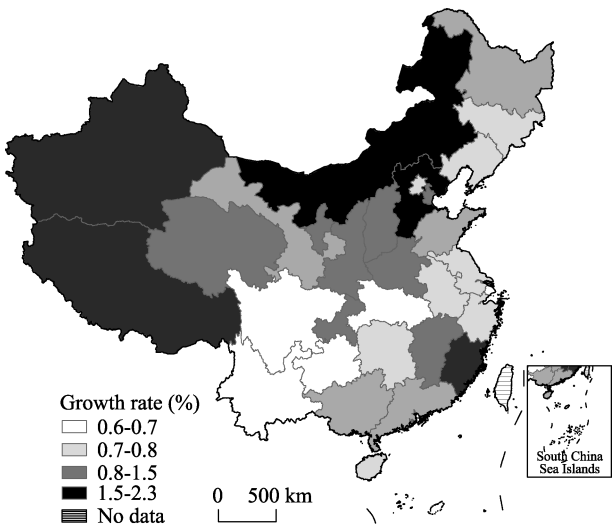 South China
Sea Islands
Growth rate (%)
0.6-0.7
0.7-0.8
0.8-1.5
1.5-2.3
No data
0 500 km